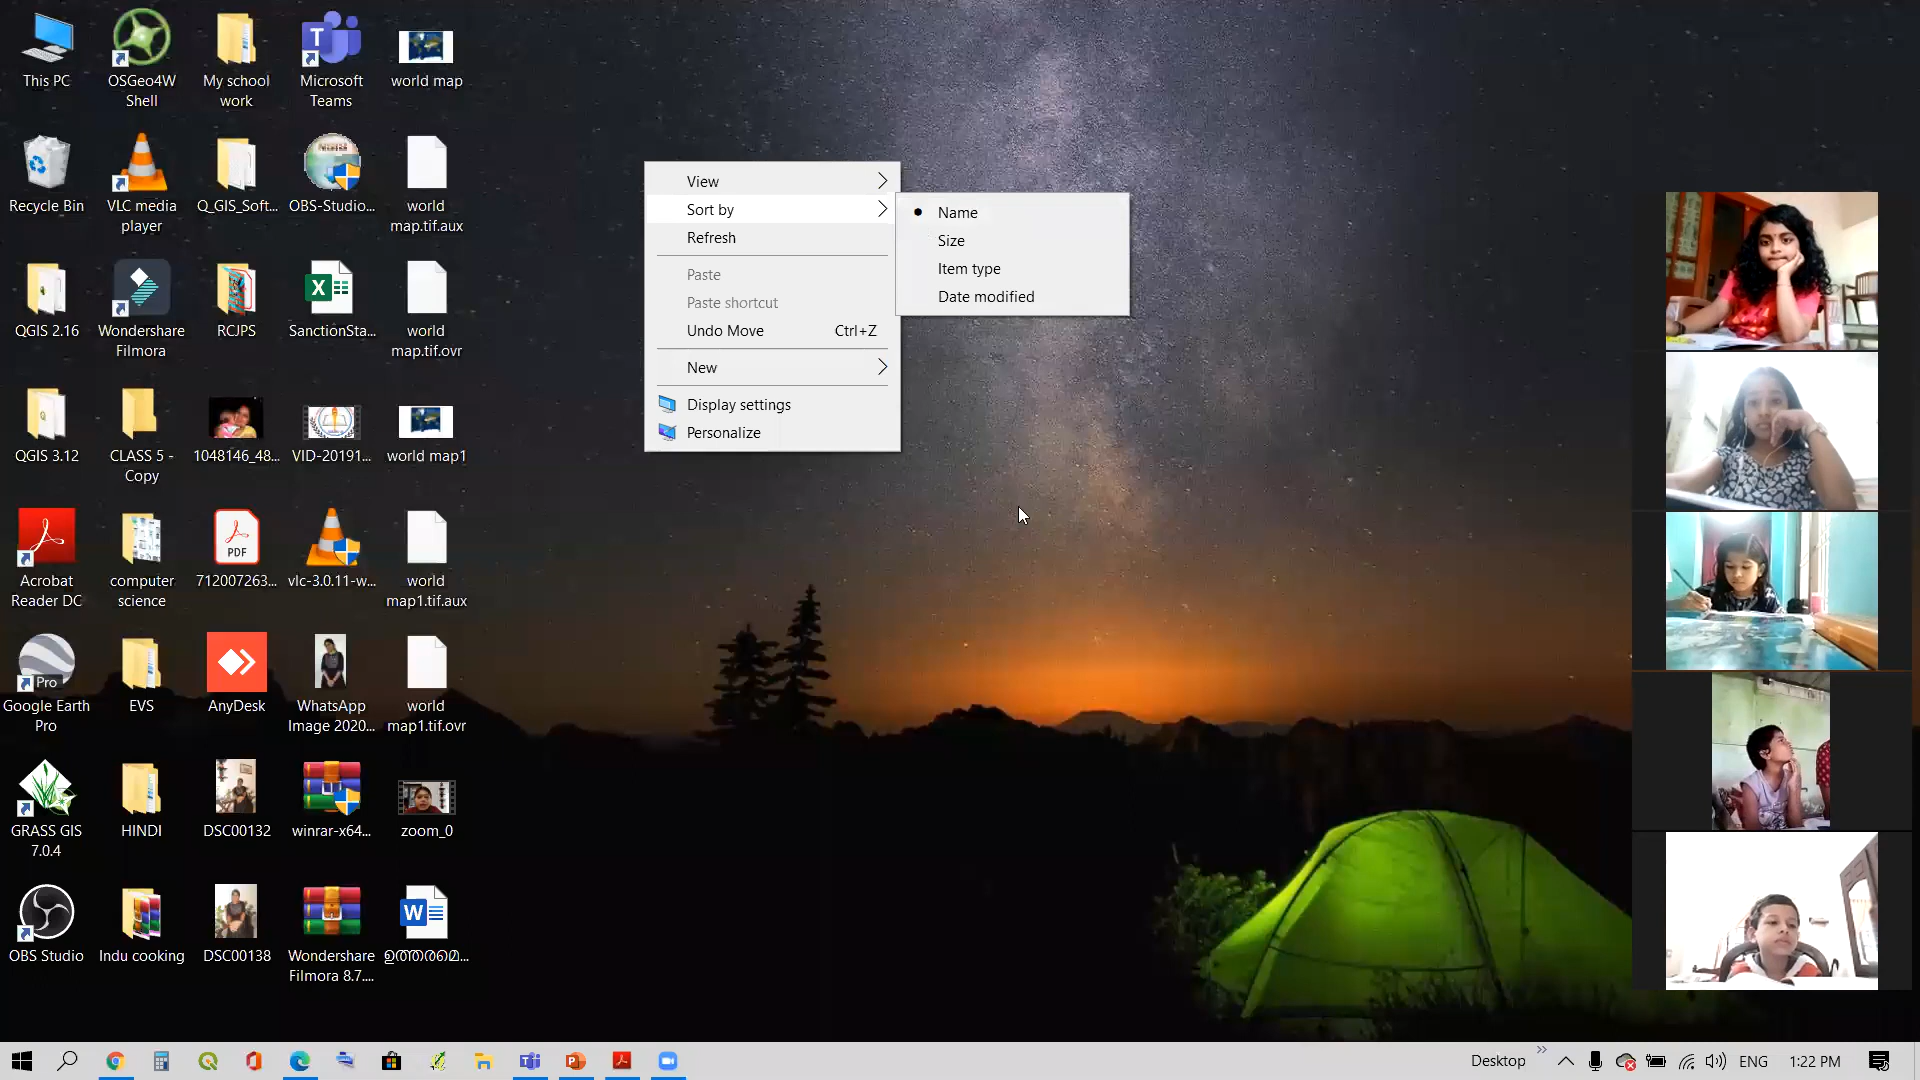 This PC
OSGeo4W
Shell
My school
work
Microsoft
Teams
world map
Recycle Bin
VLC media
player
Q_GIS_Soft...
OBS-Studio...
world
map.tif.aux
QGIS 2.16
Wondershare
Filmora
RCJPS
SanctionSta...
world
map.tif.ovr
QGIS 3.12
CLASS 5 -
Copy
1048146_48...
VID-20191...
world map1
Acrobat
Reader DC
computer
science
PDF
712007263...
vlc-3.0.11-w...
world
map1.tif.aux
Pro
Google Earth
Pro
EVS
AnyDesk
WhatsApp
Image 2020...
world
map1.tif.ovr
GRASS GIS
7.0.4
HINDI
DSC00132
winrar-x64...
zoom_0
OBS Studio
Indu cooking
DSC00138
Wondershare
Filmora 8.7....
ഉത്തരമെ...
View
Sort by
Refresh
Paste
Paste shortcut
Undo Move Ctrl+Z
New
Display settings
Personalize
Name
Size
Item type
Date modified
Desktop
ENG
1:22 PM